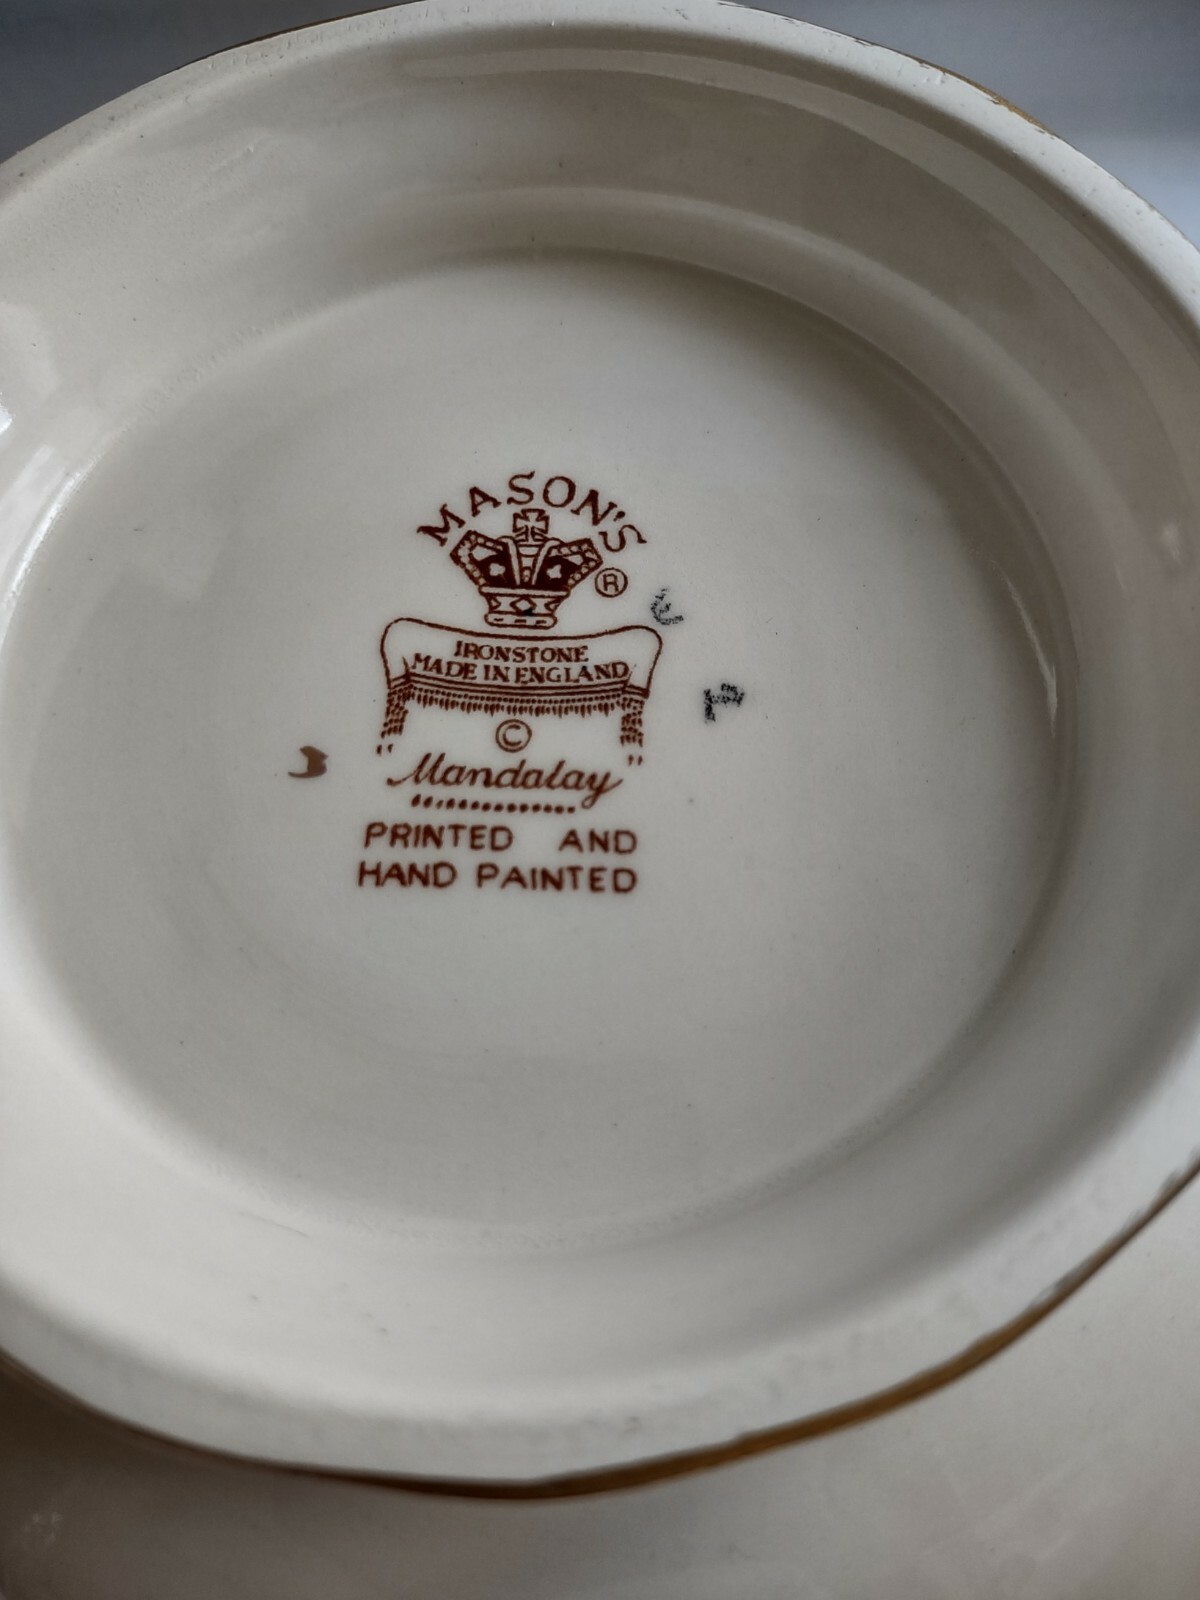 MASON'S
®
IRONSTONE
MADE IN ENGLAND
©
"Mandalay"
PRINTED AND
HAND PAINTED